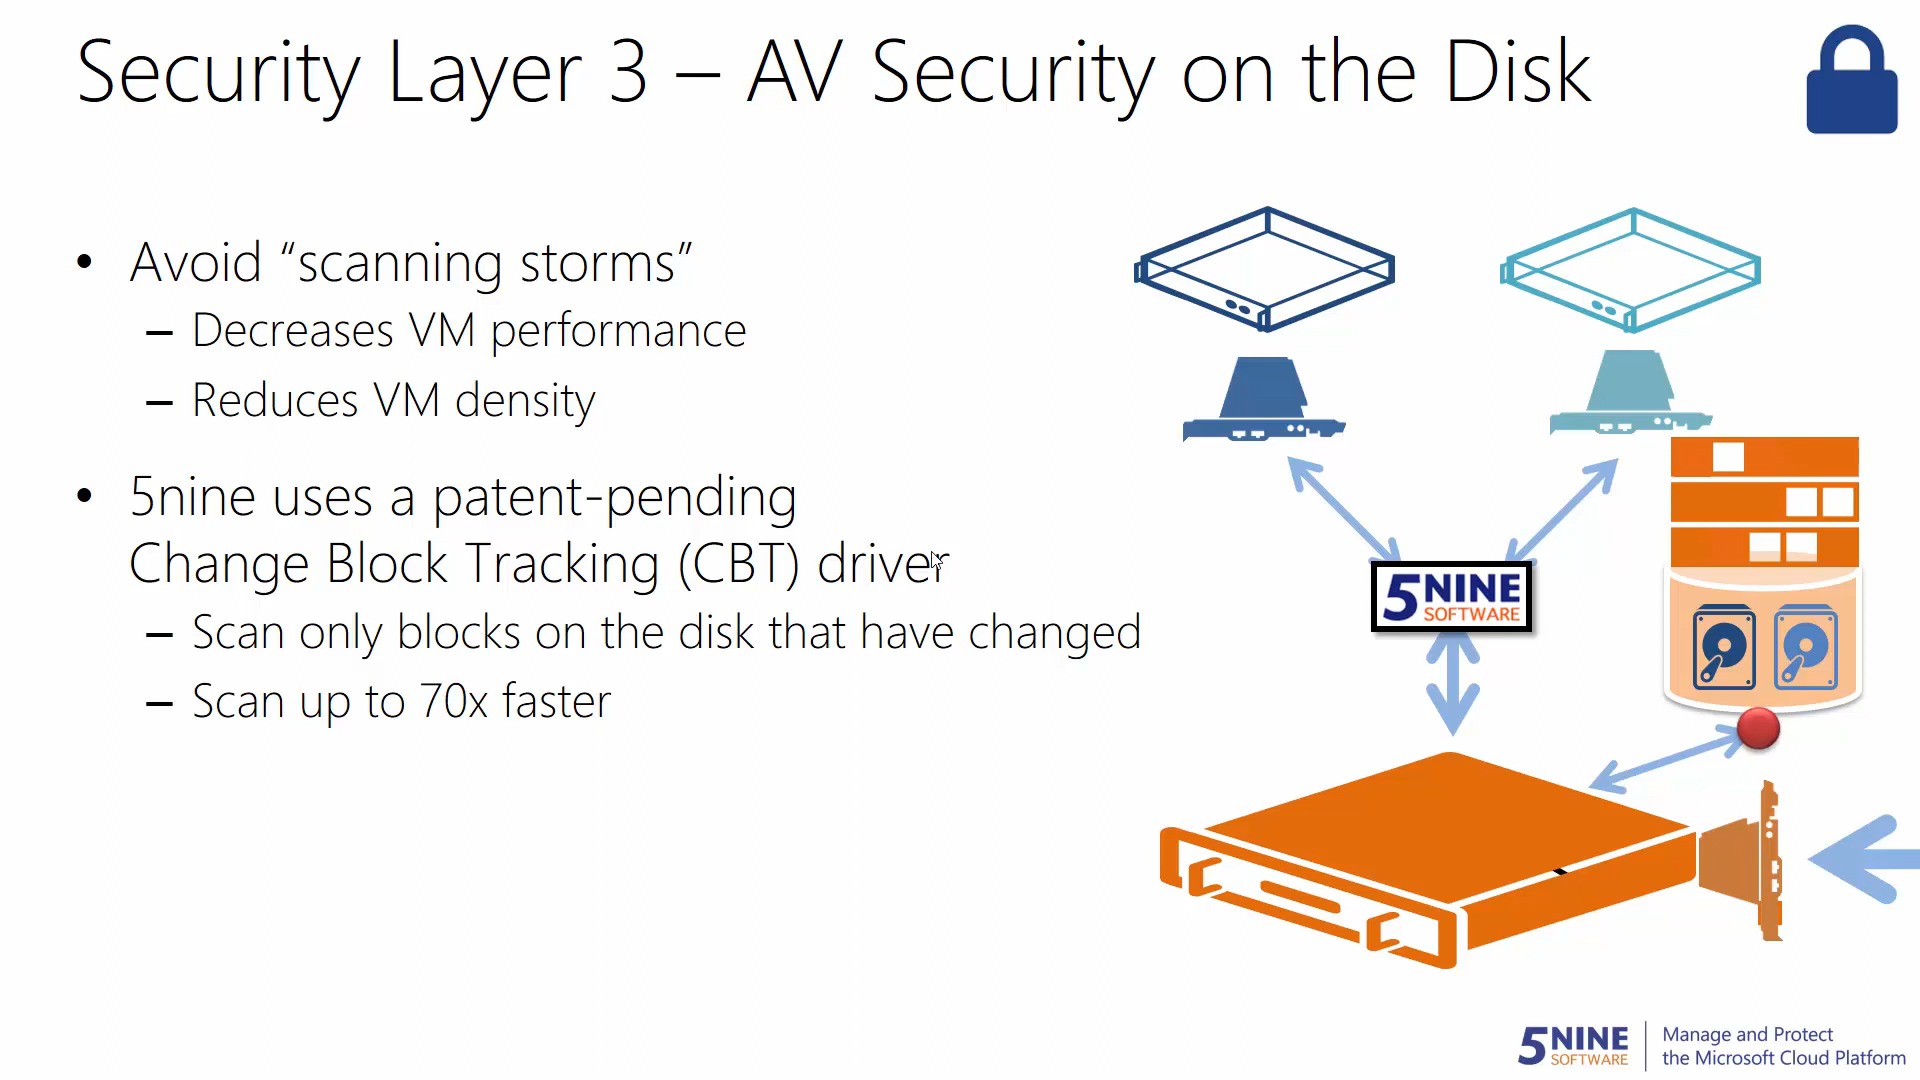 Security Layer 3 – AV Security on the Disk
• Avoid “scanning storms”
– Decreases VM performance
– Reduces VM density
• 5nine uses a patent-pending
Change Block Tracking (CBT) driver
– Scan only blocks on the disk that have changed
– Scan up to 70x faster
5NINE
SOFTWARE
5NINE
SOFTWARE
Manage and Protect
the Microsoft Cloud Platform